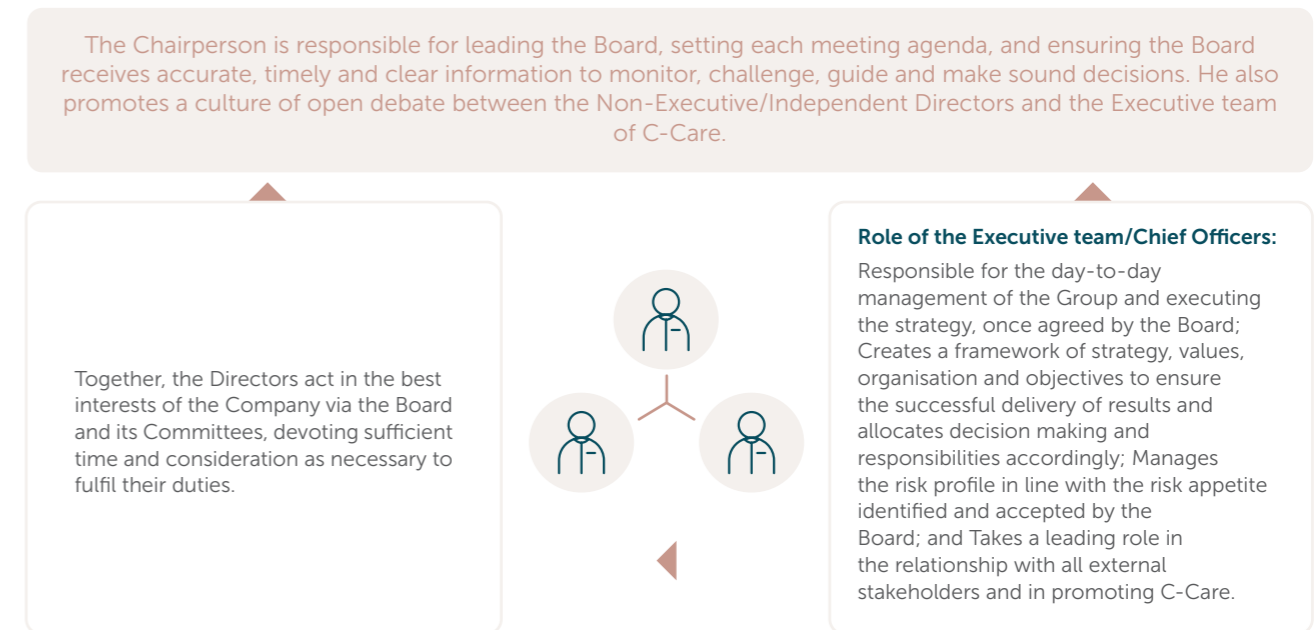 The Chairperson is responsible for leading the Board, setting each meeting agenda, and ensuring the Board
receives accurate, timely and clear information to monitor, challenge, guide and make sound decisions. He also
promotes a culture of open debate between the Non-Executive/Independent Directors and the Executive team
of C-Care.
Together, the Directors act in the best
interests of the Company via the Board
and its Committees, devoting sufficient
time and consideration as necessary to
fulfil their duties.
Role of the Executive team/Chief Officers:
Responsible for the day-to-day
management of the Group and executing
the strategy, once agreed by the Board;
Creates a framework of strategy, values,
organisation and objectives to ensure
the successful delivery of results and
allocates decision making and
responsibilities accordingly; Manages
the risk profile in line with the risk appetite
identified and accepted by the
Board; and Takes a leading role in
the relationship with all external
stakeholders and in promoting C-Care.